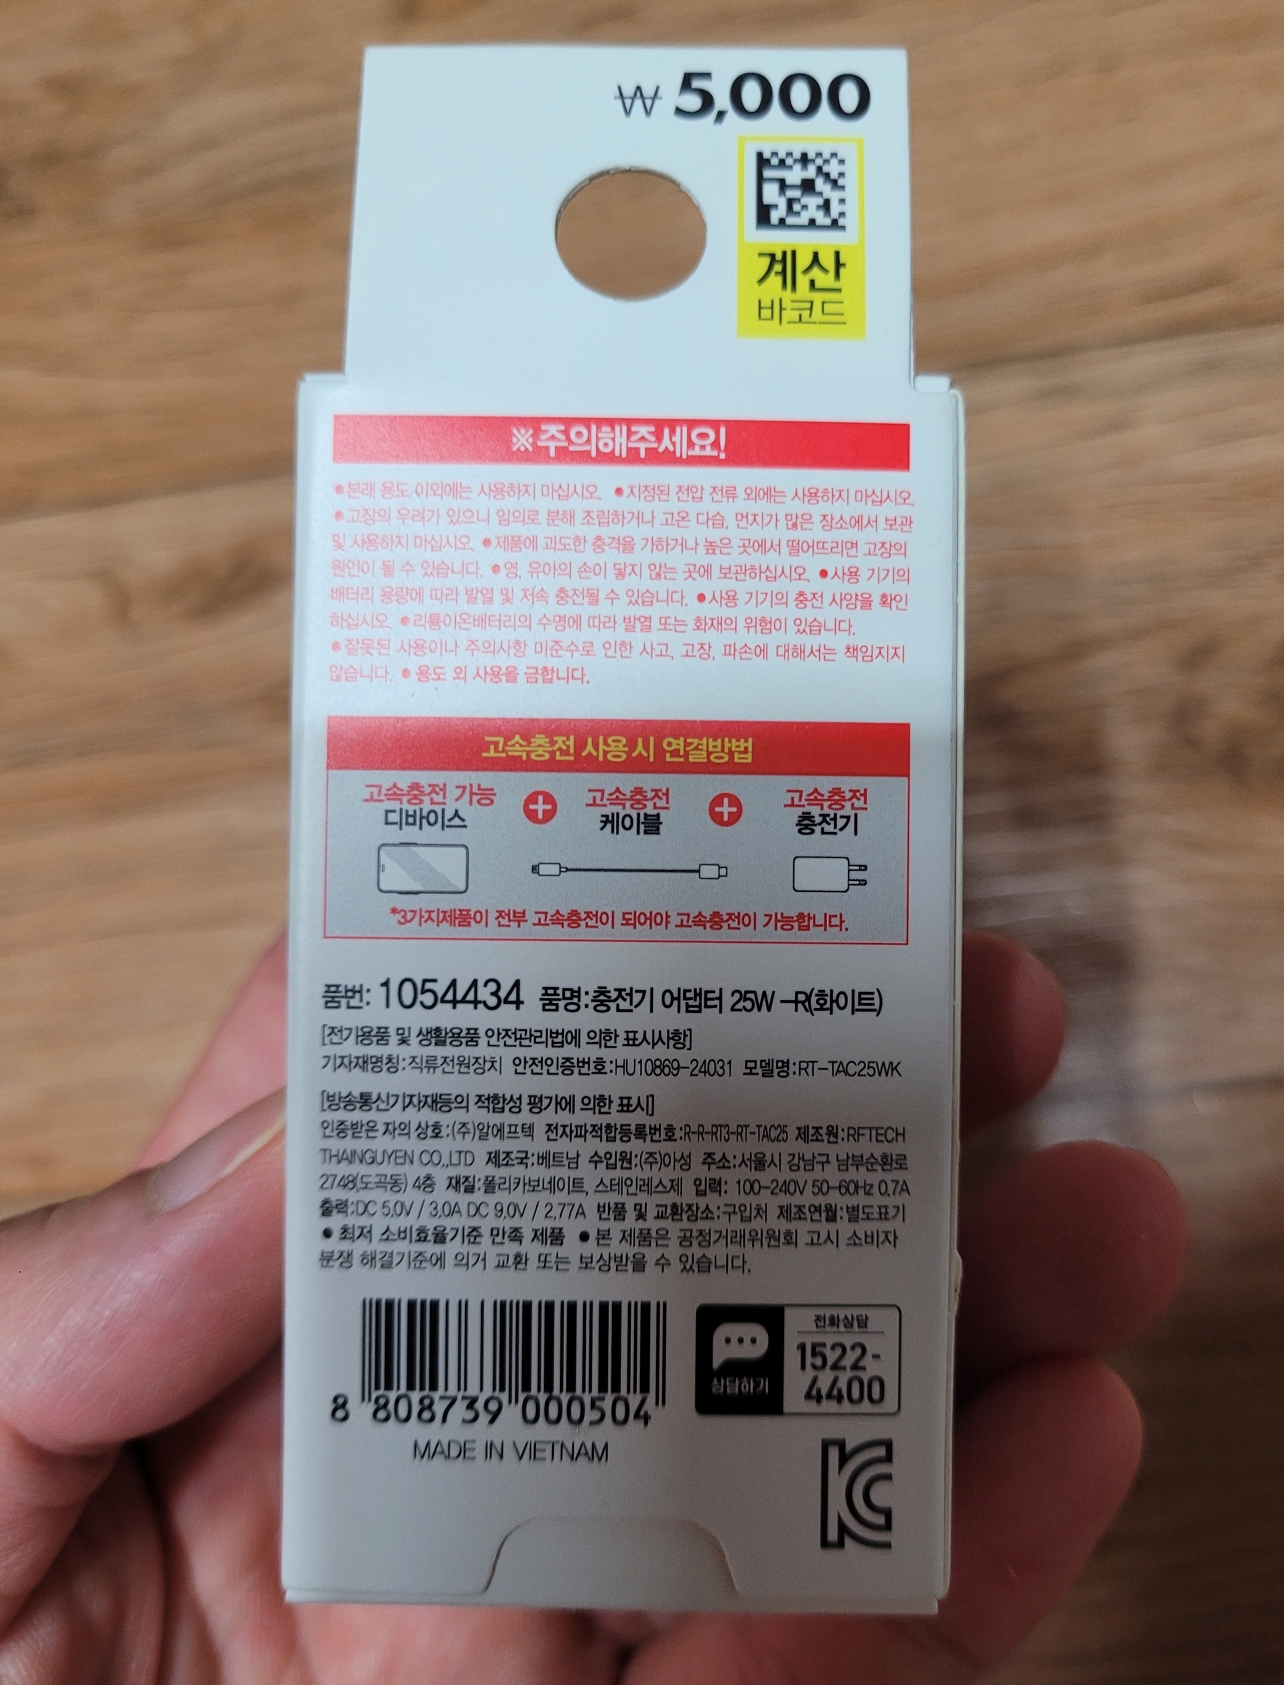 ₩ 5,000
계산
바코드
※주의해주세요!
●본래 용도 이외에는 사용하지 마십시오. ●지정된 전압 전류 외에는 사용하지 마십시오.
●고장의 우려가 있으니 임의로 분해 조립하거나 고온 다습, 먼지가 많은 장소에서 보관
및 사용하지 마십시오. ●제품에 과도한 충격을 가하거나 높은 곳에서 떨어뜨리면 고장의
원인이 될 수 있습니다. ●영, 유아의 손이 닿지 않는 곳에 보관하십시오. ●사용 기기의
배터리 용량에 따라 발열 및 저속 충전될 수 있습니다. ●사용 기기의 충전 사양을 확인
하십시오. ●리튬이온배터리의 수명에 따라 발열 또는 화재의 위험이 있습니다.
●잘못된 사용이나 주의사항 미준수로 인한 사고, 고장, 파손에 대해서는 책임지지
않습니다. ●용도 외 사용을 금합니다.
고속충전 사용 시 연결방법
고속충전 가능 + 고속충전 + 고속충전
디바이스 케이블 충전기
*3가지제품이 전부 고속충전이 되어야 고속충전이 가능합니다.
품번: 1054434 품명:충전기 어댑터 25W -R(화이트)
[전기용품 및 생활용품 안전관리법에 의한 표시사항]
기자재명칭:직류전원장치 안전인증번호:HU10869-24031 모델명:RT-TAC25WK
[방송통신기자재등의 적합성 평가에 의한 표시]
인증받은 자의 상호:(주)알에프텍 전자파적합등록번호:R-R-RT3-RT-TAC25 제조원:RFTECH
THAINGUYEN CO.,LTD 제조국:베트남 수입원:(주)아성 주소:서울시 강남구 남부순환로
2748(도곡동) 4층 재질:폴리카보네이트, 스테인레스제 입력: 100-240V 50-60Hz 0.7A
출력:DC 5.0V / 3.0A DC 9.0V / 2.77A 반품 및 교환장소:구입처 제조연월:별도표기
●최저 소비효율기준 만족 제품 ●본 제품은 공정거래위원회 고시 소비자
분쟁 해결기준에 의거 교환 또는 보상받을 수 있습니다.
8 808739 000504
MADE IN VIETNAM
상담하기
전화상담
1522-
4400
KC